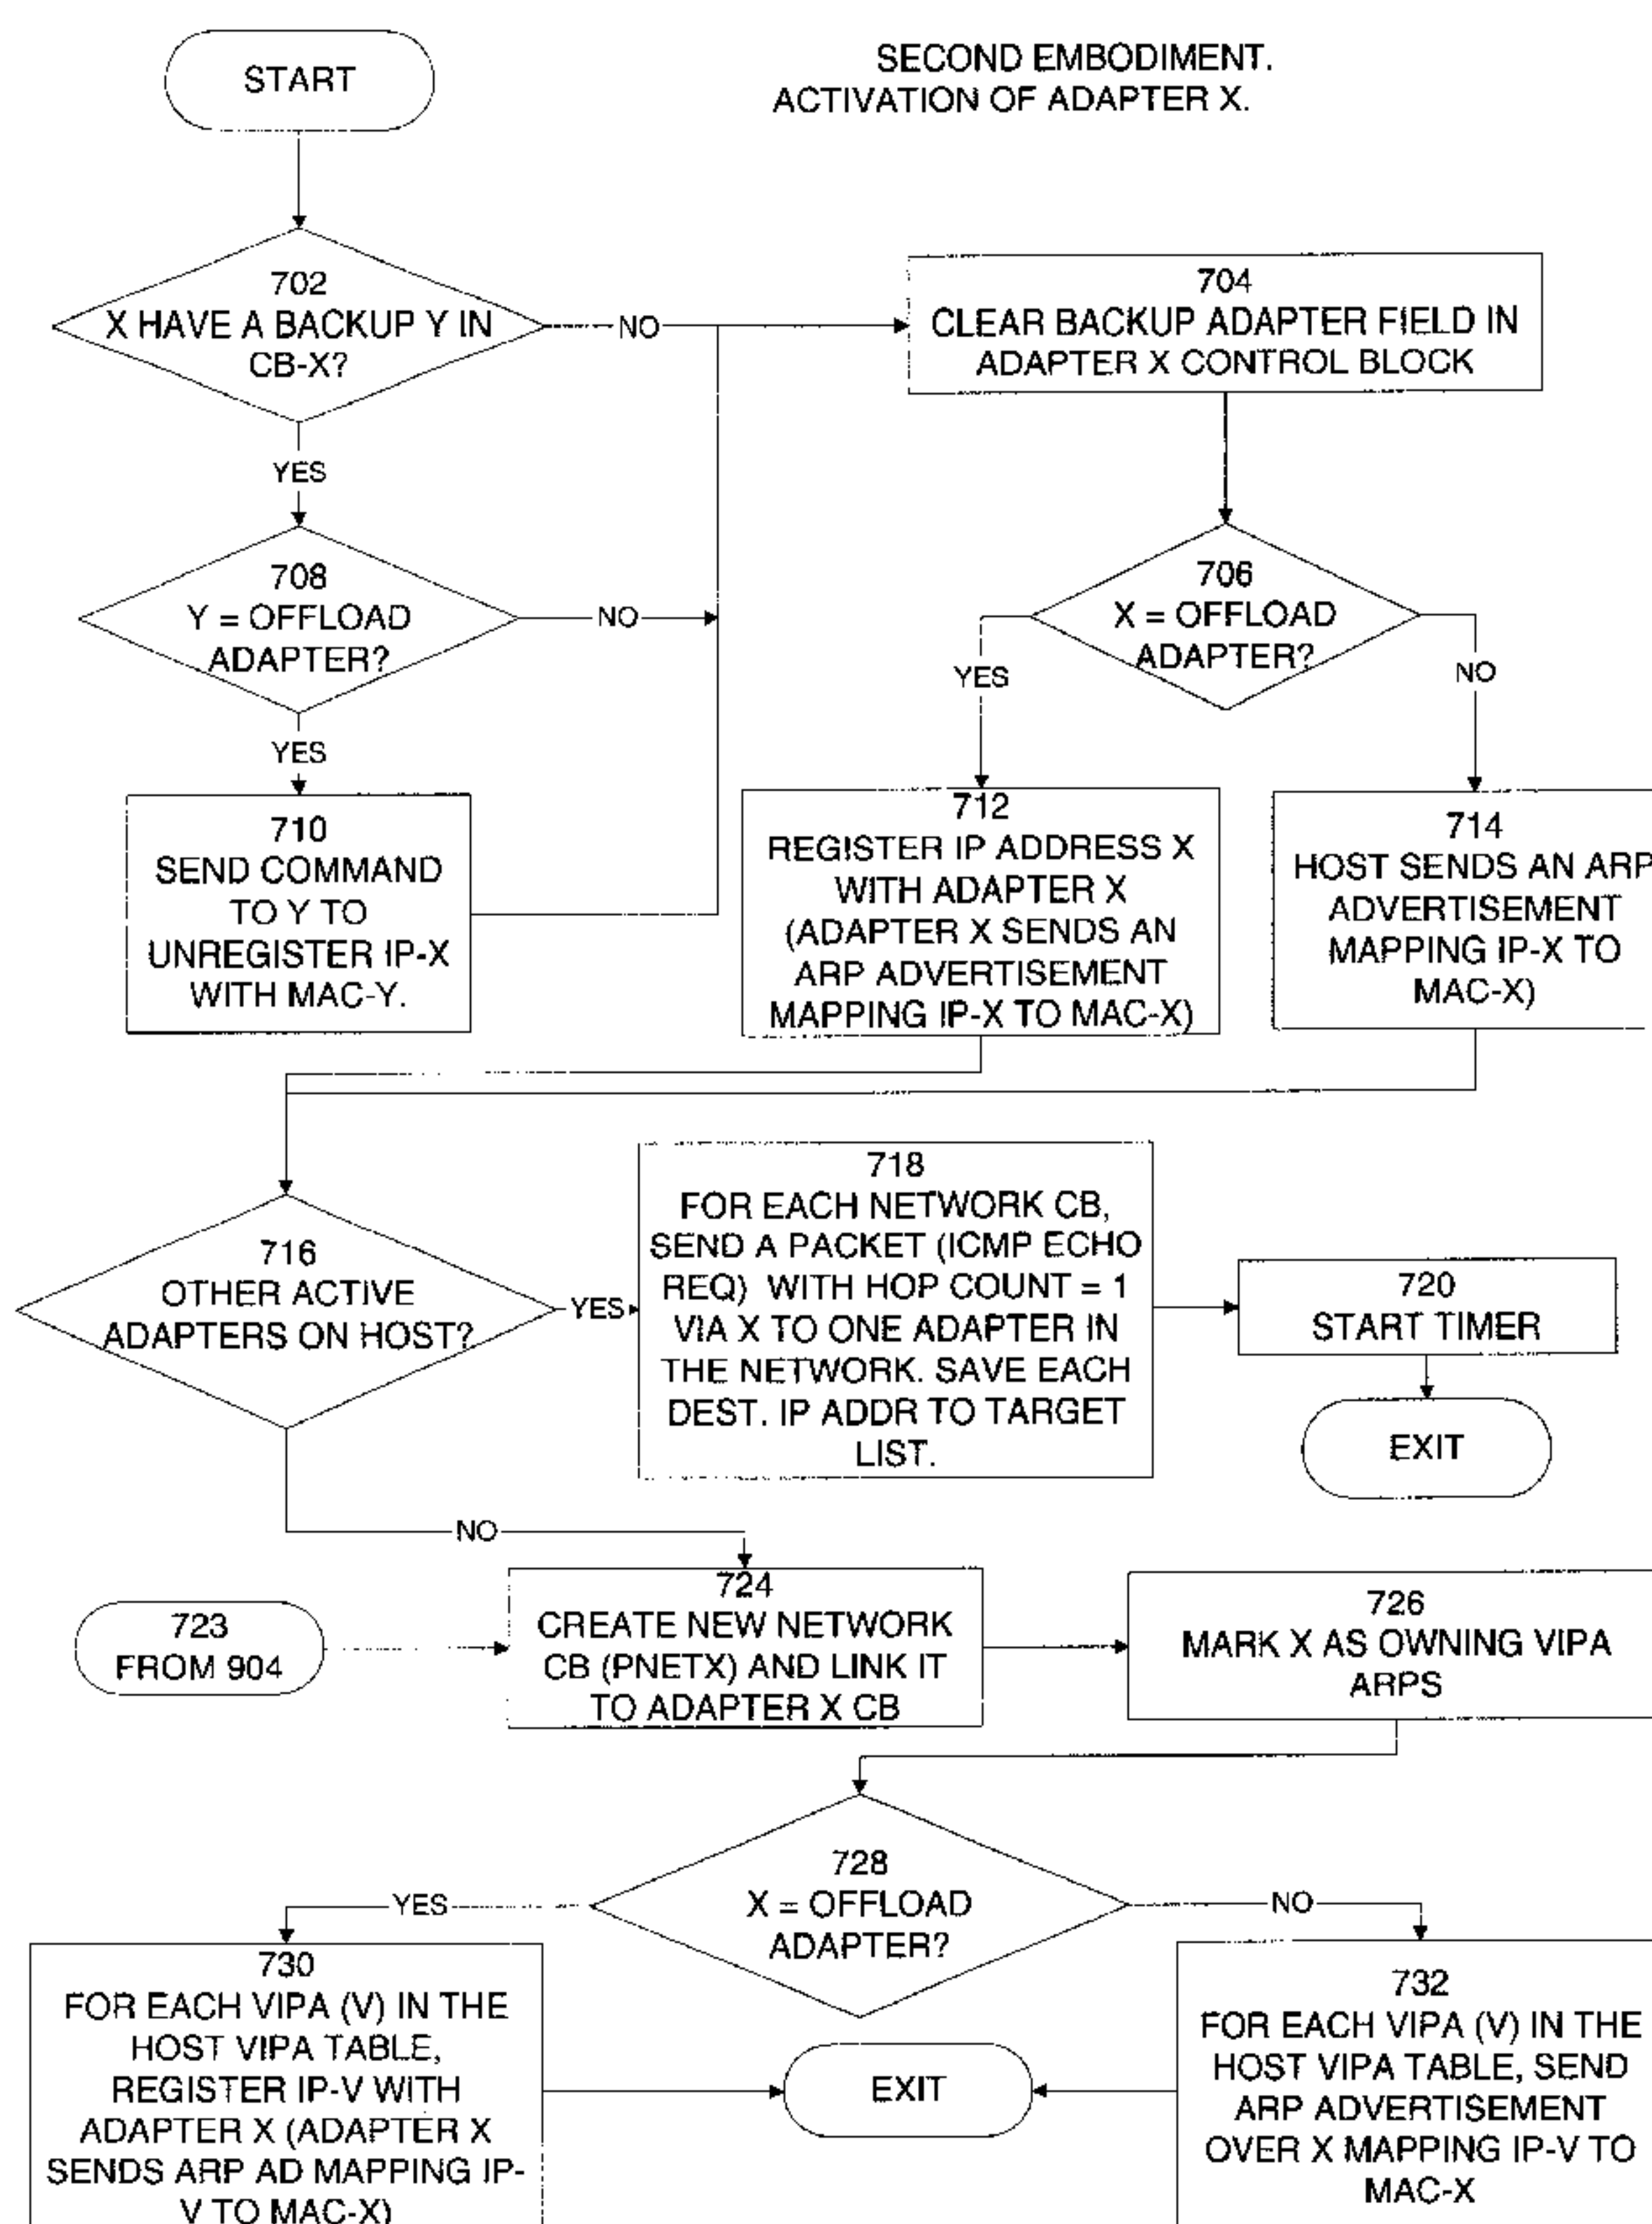 START
SECOND EMBODIMENT.
ACTIVATION OF ADAPTER X.
702
X HAVE A BACKUP Y IN
CB-X?
NO
704
CLEAR BACKUP ADAPTER FIELD IN
ADAPTER X CONTROL BLOCK
YES
708
Y = OFFLOAD
ADAPTER?
NO
706
X = OFFLOAD
ADAPTER?
YES
NO
YES
710
SEND COMMAND
TO Y TO
UNREGISTER IP-X
WITH MAC-Y.
712
REGISTER IP ADDRESS X
WITH ADAPTER X
(ADAPTER X SENDS AN
ARP ADVERTISEMENT
MAPPING IP-X TO MAC-X)
714
HOST SENDS AN ARP
ADVERTISEMENT
MAPPING IP-X TO
MAC-X)
716
OTHER ACTIVE
ADAPTERS ON HOST?
YES
718
FOR EACH NETWORK CB,
SEND A PACKET (ICMP ECHO
REQ) WITH HOP COUNT = 1
VIA X TO ONE ADAPTER IN
THE NETWORK. SAVE EACH
DEST. IP ADDR TO TARGET
LIST.
720
START TIMER
EXIT
NO
723
FROM 904
724
CREATE NEW NETWORK
CB (PNETX) AND LINK IT
TO ADAPTER X CB
726
MARK X AS OWNING VIPA
ARPS
728
X = OFFLOAD
ADAPTER?
YES
NO
730
FOR EACH VIPA (V) IN THE
HOST VIPA TABLE,
REGISTER IP-V WITH
ADAPTER X (ADAPTER X
SENDS ARP AD MAPPING IP-
V TO MAC-X)
EXIT
732
FOR EACH VIPA (V) IN THE
HOST VIPA TABLE, SEND
ARP ADVERTISEMENT
OVER X MAPPING IP-V TO
MAC-X